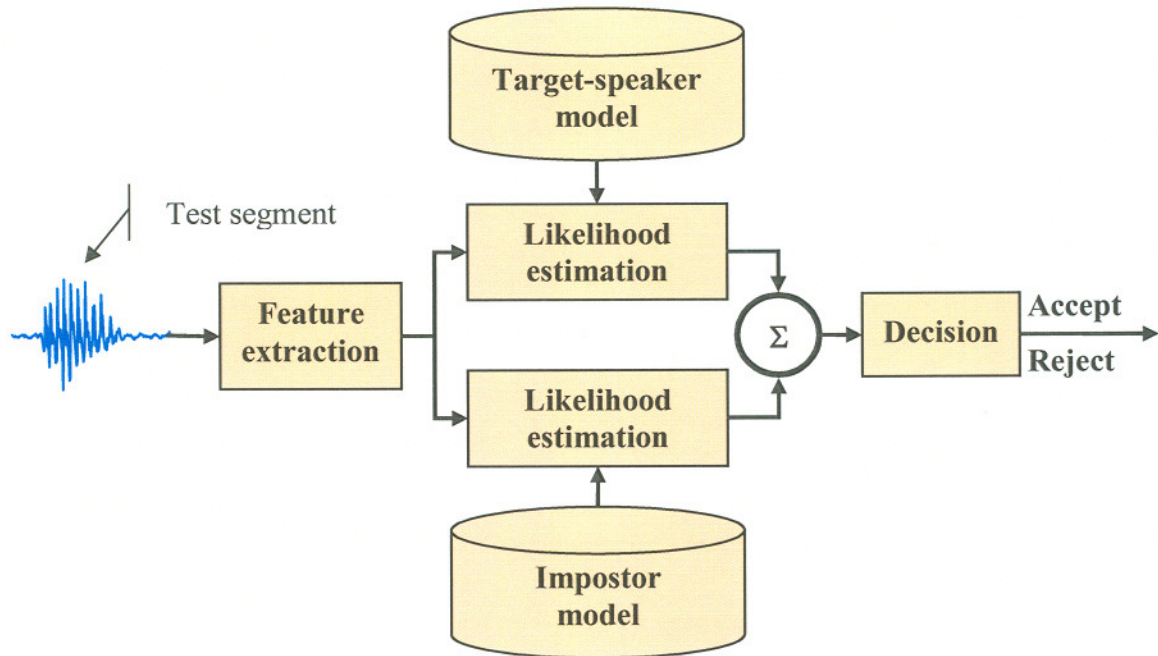 Target-speaker
model
Test segment
Likelihood
estimation
Feature
extraction
Σ
Decision
Accept
Reject
Likelihood
estimation
Impostor
model